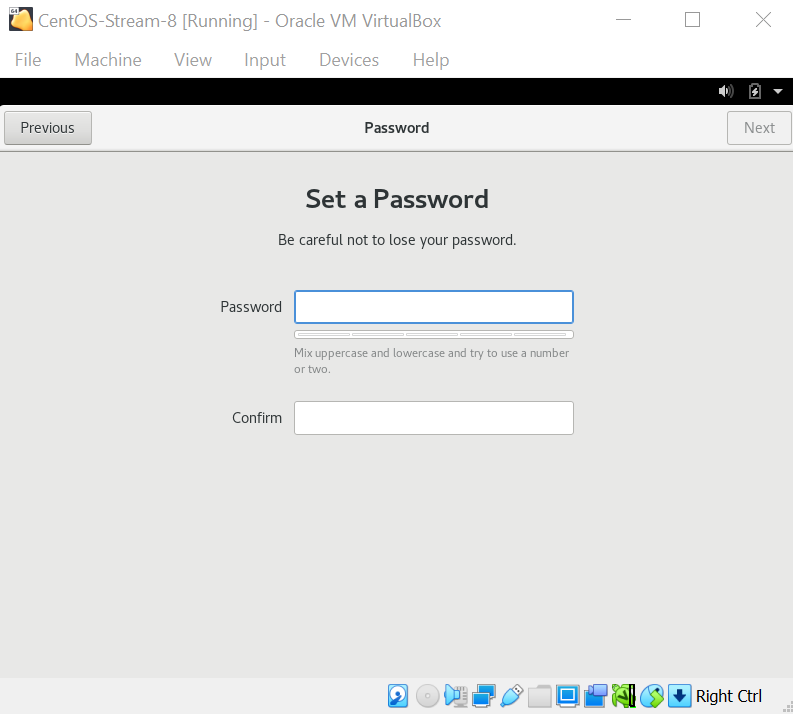 64
CentOS-Stream-8 [Running] - Oracle VM VirtualBox
File Machine View Input Devices Help
Previous Password Next
Set a Password
Be careful not to lose your password.
Password
Mix uppercase and lowercase and try to use a number
or two.
Confirm
Right Ctrl